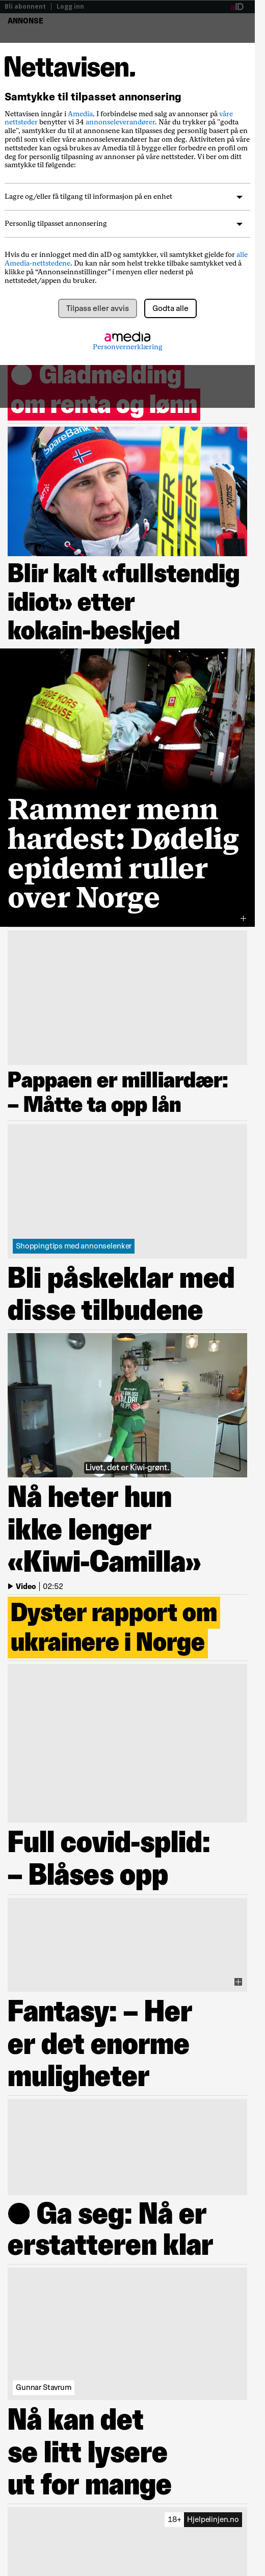 Bli abonnent | Logg inn aID
ANNONSE
Nettavisen.
Samtykke til tilpasset annonsering
Nettavisen inngår i Amedia. I forbindelse med salg av annonser på våre
nettsteder benytter vi 34 annonseleverandører. Når du trykker på "godta
alle", samtykker du til at annonsene kan tilpasses deg personlig basert på en
profil som vi eller våre annonseleverandører har om deg. Aktiviteten på våre
nettsteder kan også brukes av Amedia til å bygge eller forbedre en profil om
deg for personlig tilpasning av annonser på våre nettsteder. Vi ber om ditt
samtykke til følgende:
Lagre og/eller få tilgang til informasjon på en enhet
Personlig tilpasset annonsering
Hvis du er innlogget med din aID og samtykker, vil samtykket gjelde for alle
Amedia-nettstedene. Du kan når som helst trekke tilbake samtykket ved å
klikke på “Annonseinnstillinger” i menyen eller nederst på
nettstedet/appen du bruker.
Tilpass eller avvis Godta alle
amedia
Personvernerklæring
Gladmelding
om renta og lønn
SpareBank
FISCHER
FISCHER
SWIX
Blir kalt «fullstendig
idiot» etter
kokain-beskjed
RØDE KORS
AMBULANSE
Rammer menn
hardest: Dødelig
epidemi ruller
over Norge
Pappaen er milliardær:
– Måtte ta opp lån
Shoppingtips med annonselenker
Bli påskeklar med
disse tilbudene
Livet, det er Kiwi-grønt.
Nå heter hun
ikke lenger
«Kiwi-Camilla»
Video | 02:52
Dyster rapport om
ukrainere i Norge
Full covid-splid:
– Blåses opp
Fantasy: – Her
er det enorme
muligheter
Ga seg: Nå er
erstatteren klar
Gunnar Stavrum
Nå kan det
se litt lysere
ut for mange
18+ Hjelpelinjen.no